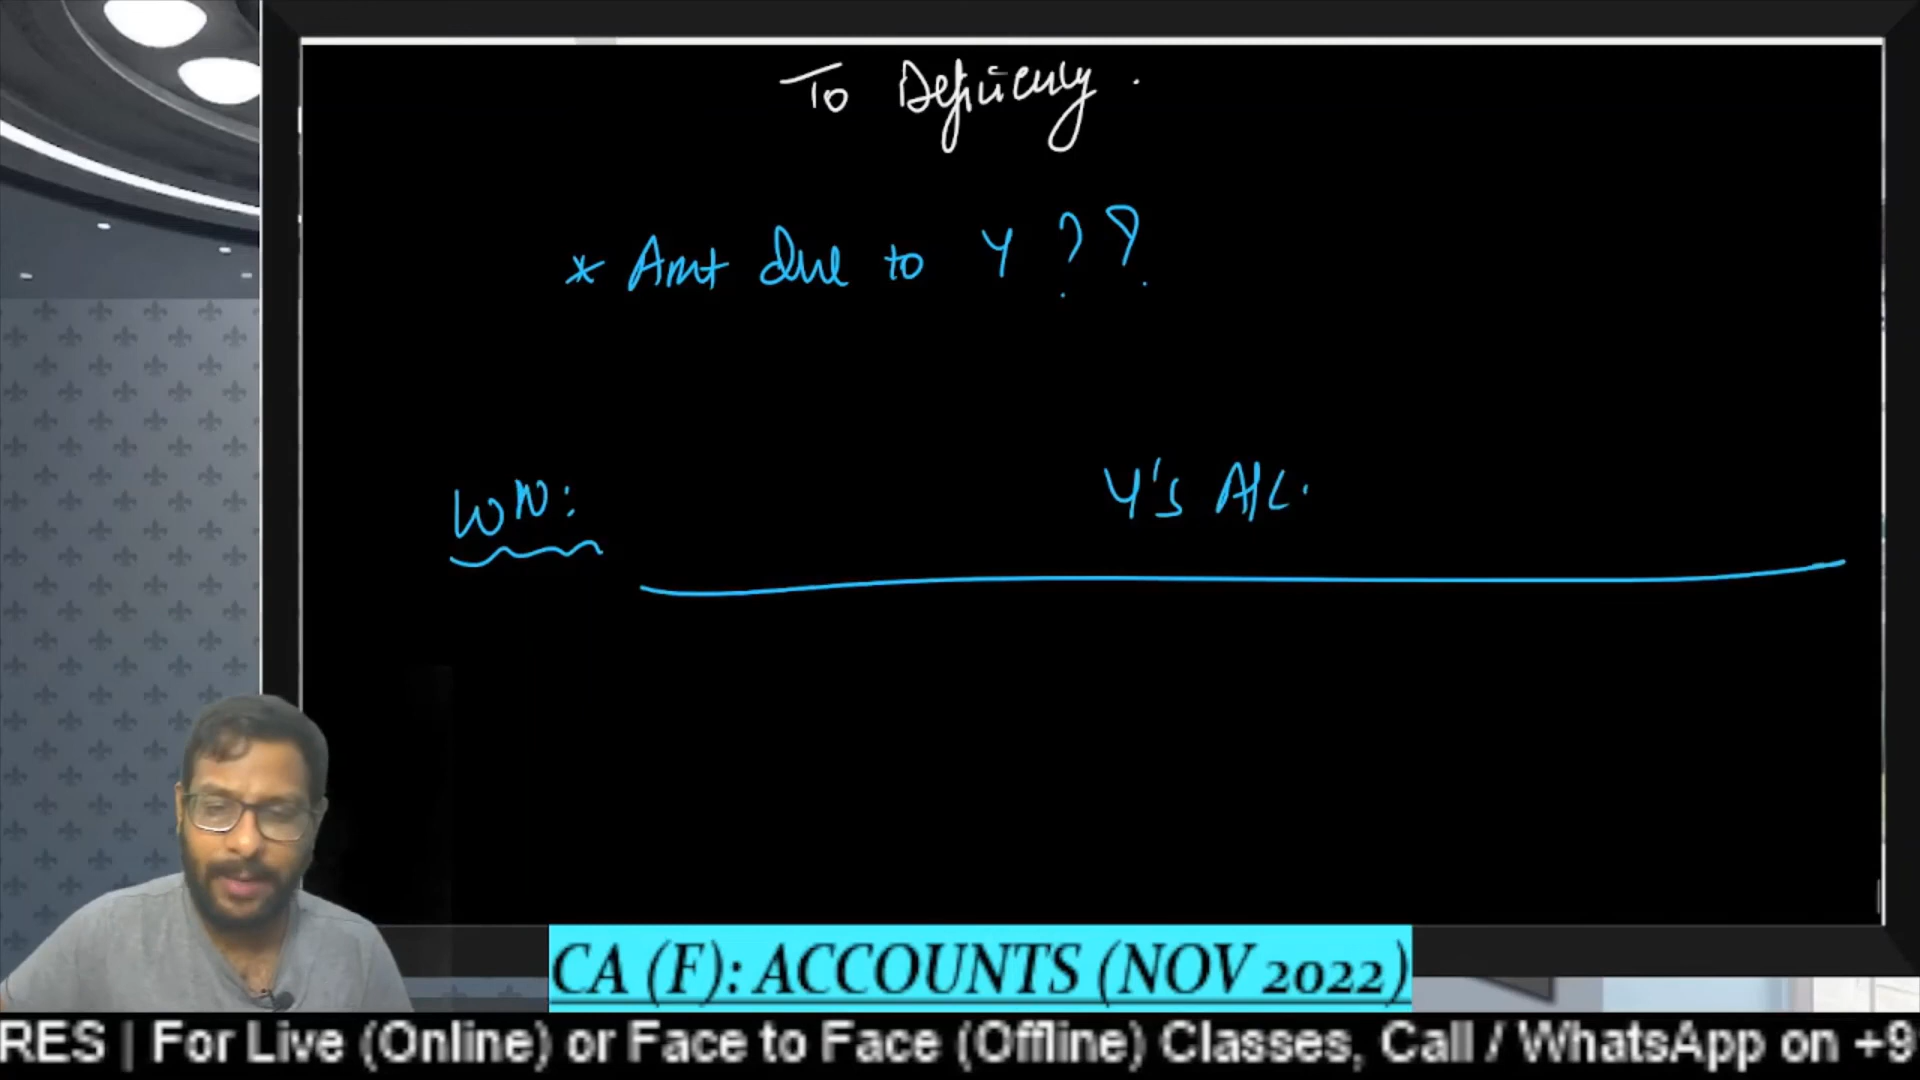 To Deficiency.
* Amt due to Y ??
WN:
Y's A/c.
CA (F): ACCOUNTS (NOV 2022)
RES | For Live (Online) or Face to Face (Offline) Classes, Call / WhatsApp on +9